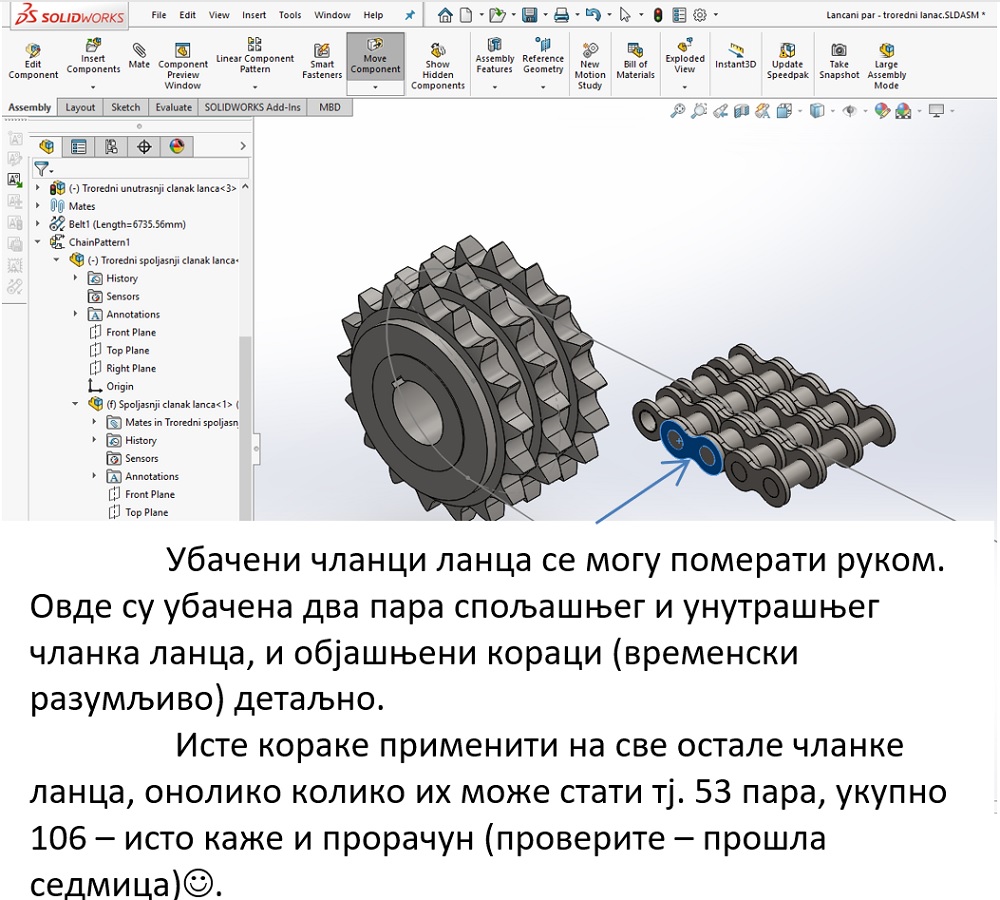 SOLIDWORKS File Edit View Insert Tools Window Help Lancani par - troredni lanac.SLDASM *
Edit Component Insert Components Mate Component Preview Window Linear Component Pattern Smart Fasteners Move Component Show Hidden Components Assembly Features Reference Geometry New Motion Study Bill of Materials Exploded View Instant3D Update Speedpak Take Snapshot Large Assembly Mode
Assembly Layout Sketch Evaluate SOLIDWORKS Add-Ins MBD
(-) Troredni unutrasnji clanak lanca<3>
Mates
Belt1 (Length=6735.56mm)
ChainPattern1
(-) Troredni spoljasnji clanak lanca<
History
Sensors
Annotations
Front Plane
Top Plane
Right Plane
Origin
(f) Spoljasnji clanak lanca<1> (
Mates in Troredni spoljasn
History
Sensors
Annotations
Front Plane
Top Plane
Убачени чланци ланца се могу померати руком.
Овде су убачена два пара спољашњег и унутрашњег
чланка ланца, и објашњени кораци (временски
разумљиво) детаљно.
Исте кораке применити на све остале чланке
ланца, онолико колико их може стати тј. 53 пара, укупно
106 – исто каже и прорачун (проверите – прошла
седмица)☺.